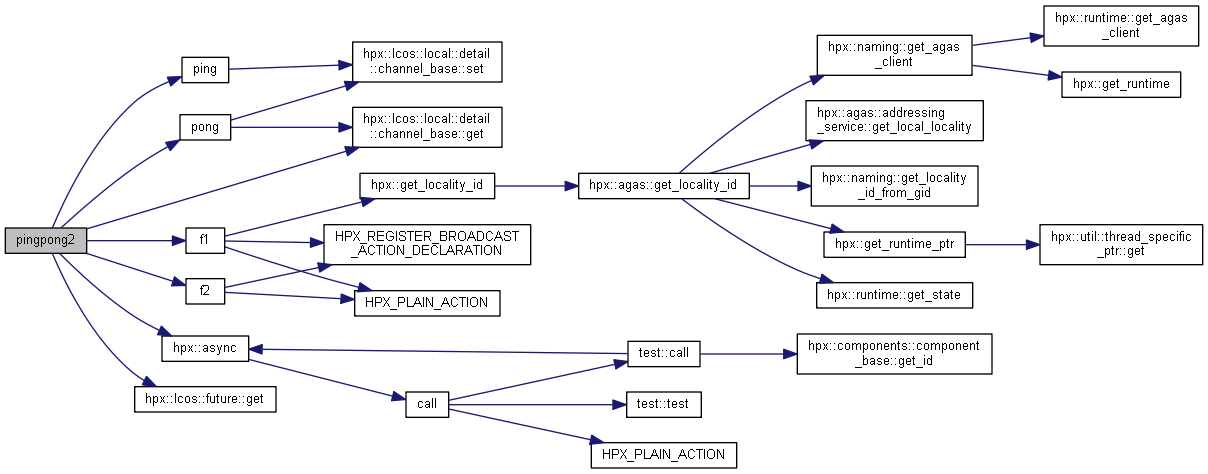 pingpong2
ping
pong
f1
f2
hpx::async
hpx::lcos::future::get
hpx::lcos::local::detail
::channel_base::set
hpx::lcos::local::detail
::channel_base::get
hpx::get_locality_id
HPX_REGISTER_BROADCAST
_ACTION_DECLARATION
HPX_PLAIN_ACTION
call
hpx::agas::get_locality_id
test::call
test::test
HPX_PLAIN_ACTION
hpx::naming::get_agas
_client
hpx::agas::addressing
_service::get_local_locality
hpx::naming::get_locality
_id_from_gid
hpx::get_runtime_ptr
hpx::runtime::get_state
hpx::components::component
_base::get_id
hpx::runtime::get_agas
_client
hpx::get_runtime
hpx::util::thread_specific
_ptr::get